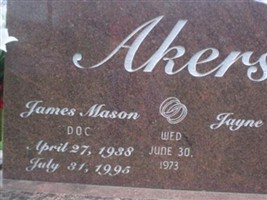 Akers
James Mason
DOC
April 27, 1938
July 31, 1995
WED
JUNE 30,
1973
Jayne